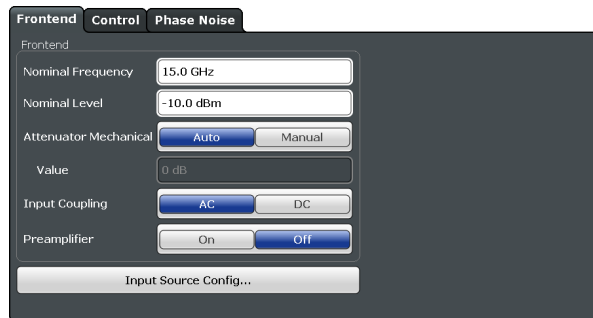 Frontend Control Phase Noise
Frontend
Nominal Frequency 15.0 GHz
Nominal Level -10.0 dBm
Attenuator Mechanical Auto Manual
Value 0 dB
Input Coupling AC DC
Preamplifier On Off
Input Source Config...